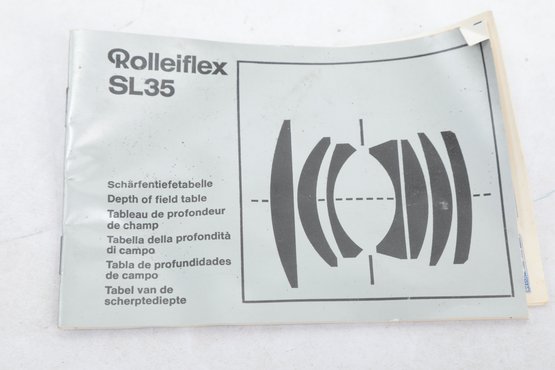 Rolleiflex
SL35
Schärfentiefetabelle
Depth of field table
Tableau de profondeur
de champ
Tabella della profondità
di campo
Tabla de profundidades
de campo
Tabel van de
scherptediepte